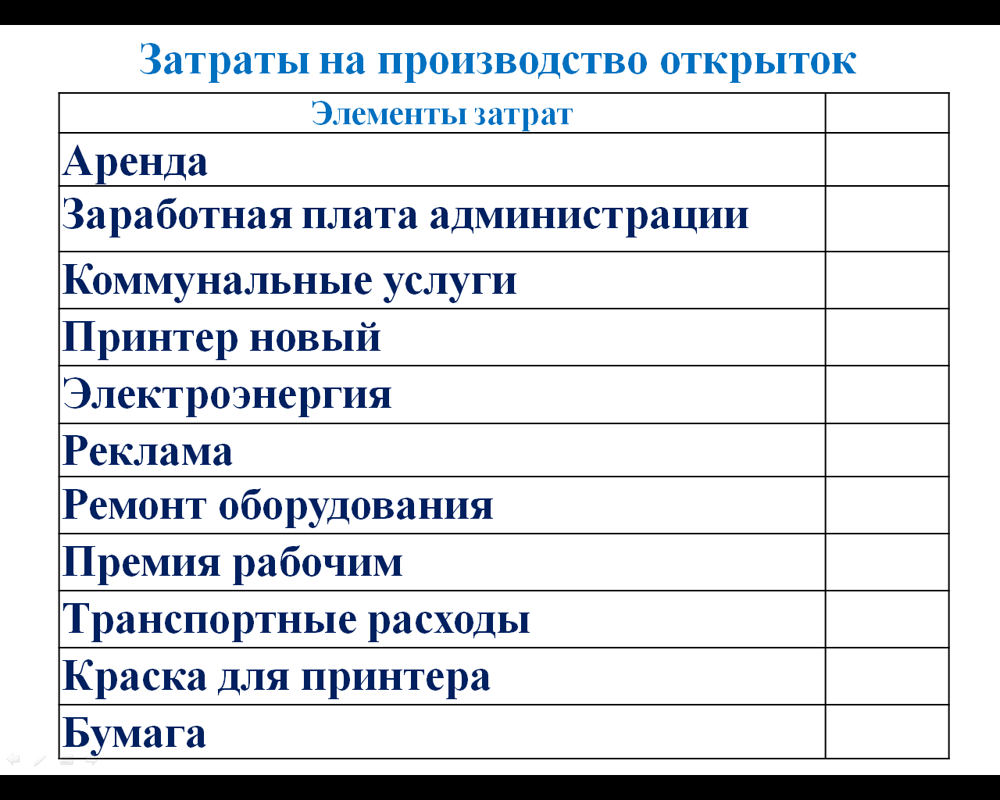 Затраты на производство открыток
Элементы затрат
Аренда
Заработная плата администрации
Коммунальные услуги
Принтер новый
Электроэнергия
Реклама
Ремонт оборудования
Премия рабочим
Транспортные расходы
Краска для принтера
Бумага